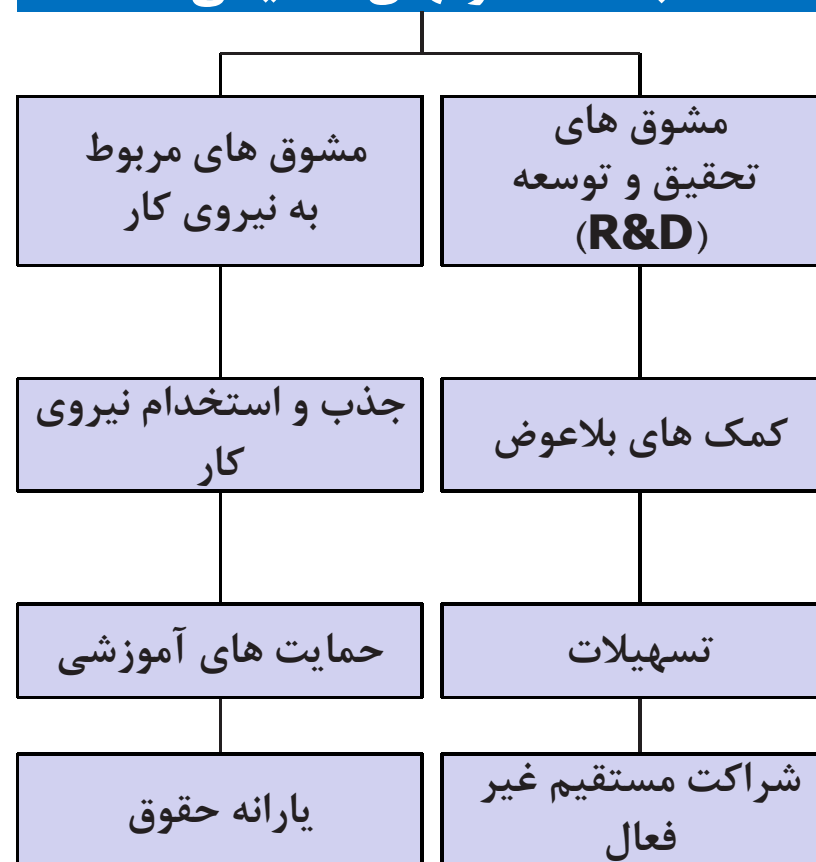 مشوق های
تحقیق و توسعه
(R&D)
مشوق های مربوط
به نیروی کار
کمک های بلاعوض
جذب و استخدام نیروی
کار
تسهیلات
حمایت های آموزشی
شراکت مستقیم غیر
فعال
یارانه حقوق